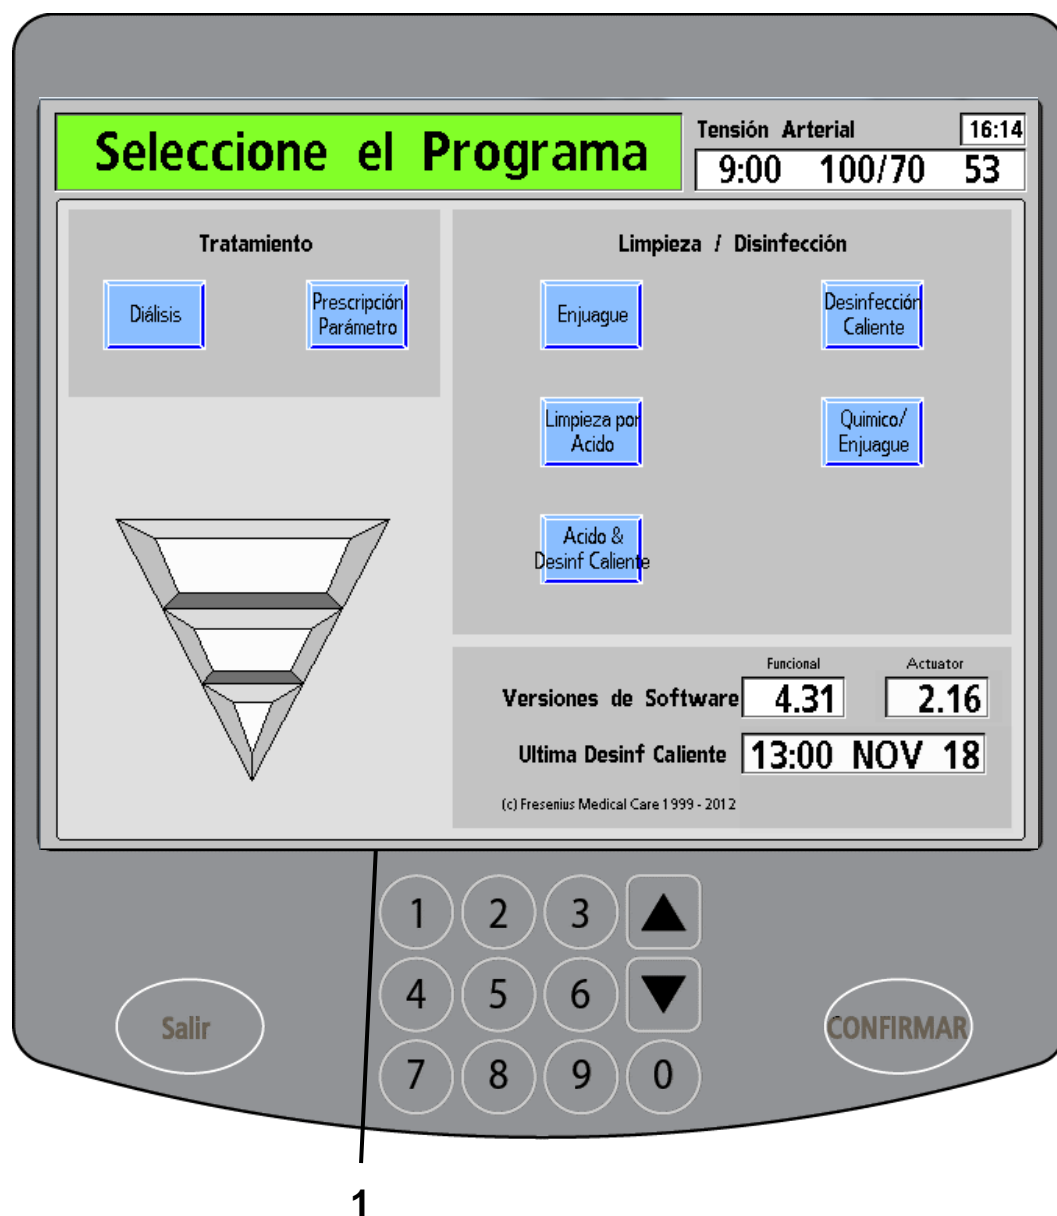 Seleccione el Programa
Tensión Arterial
16:14
9:00 100/70 53
Tratamiento
Diálisis
Prescripción
Parámetro
Limpieza / Disinfección
Enjuague
Desinfección
Caliente
Limpieza por
Acido
Quimico/
Enjuague
Acido &
Desinf Caliente
Funcional
Actuator
Versiones de Software 4.31 2.16
Ultima Desinf Caliente 13:00 NOV 18
(c) Fresenius Medical Care 1999 - 2012
1 2 3
4 5 6
7 8 9 0
Salir
CONFIRMAR
1